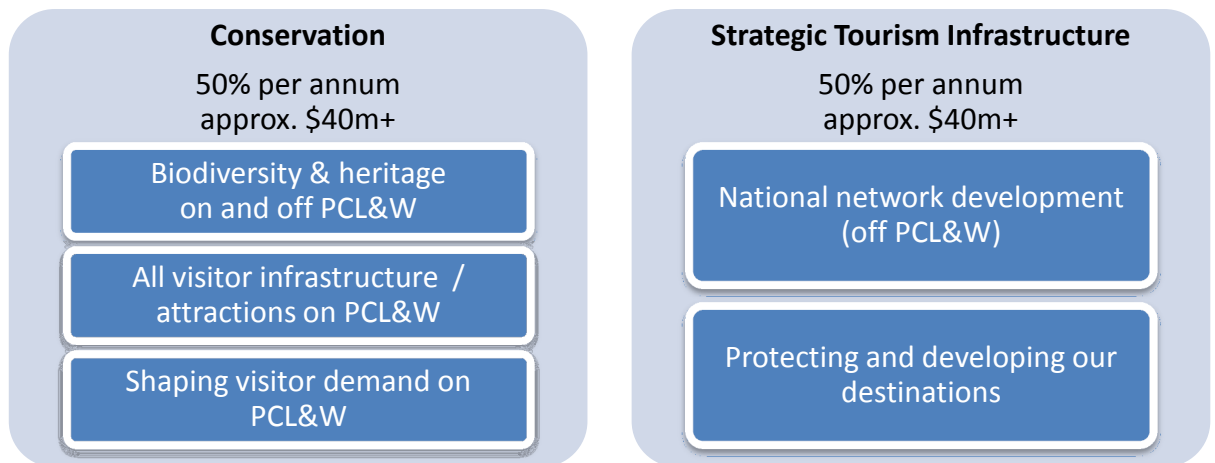 Conservation
50% per annum
approx. $40m+
Biodiversity & heritage
on and off PCL&W
All visitor infrastructure /
attractions on PCL&W
Shaping visitor demand on
PCL&W
Strategic Tourism Infrastructure
50% per annum
approx. $40m+
National network development
(off PCL&W)
Protecting and developing our
destinations